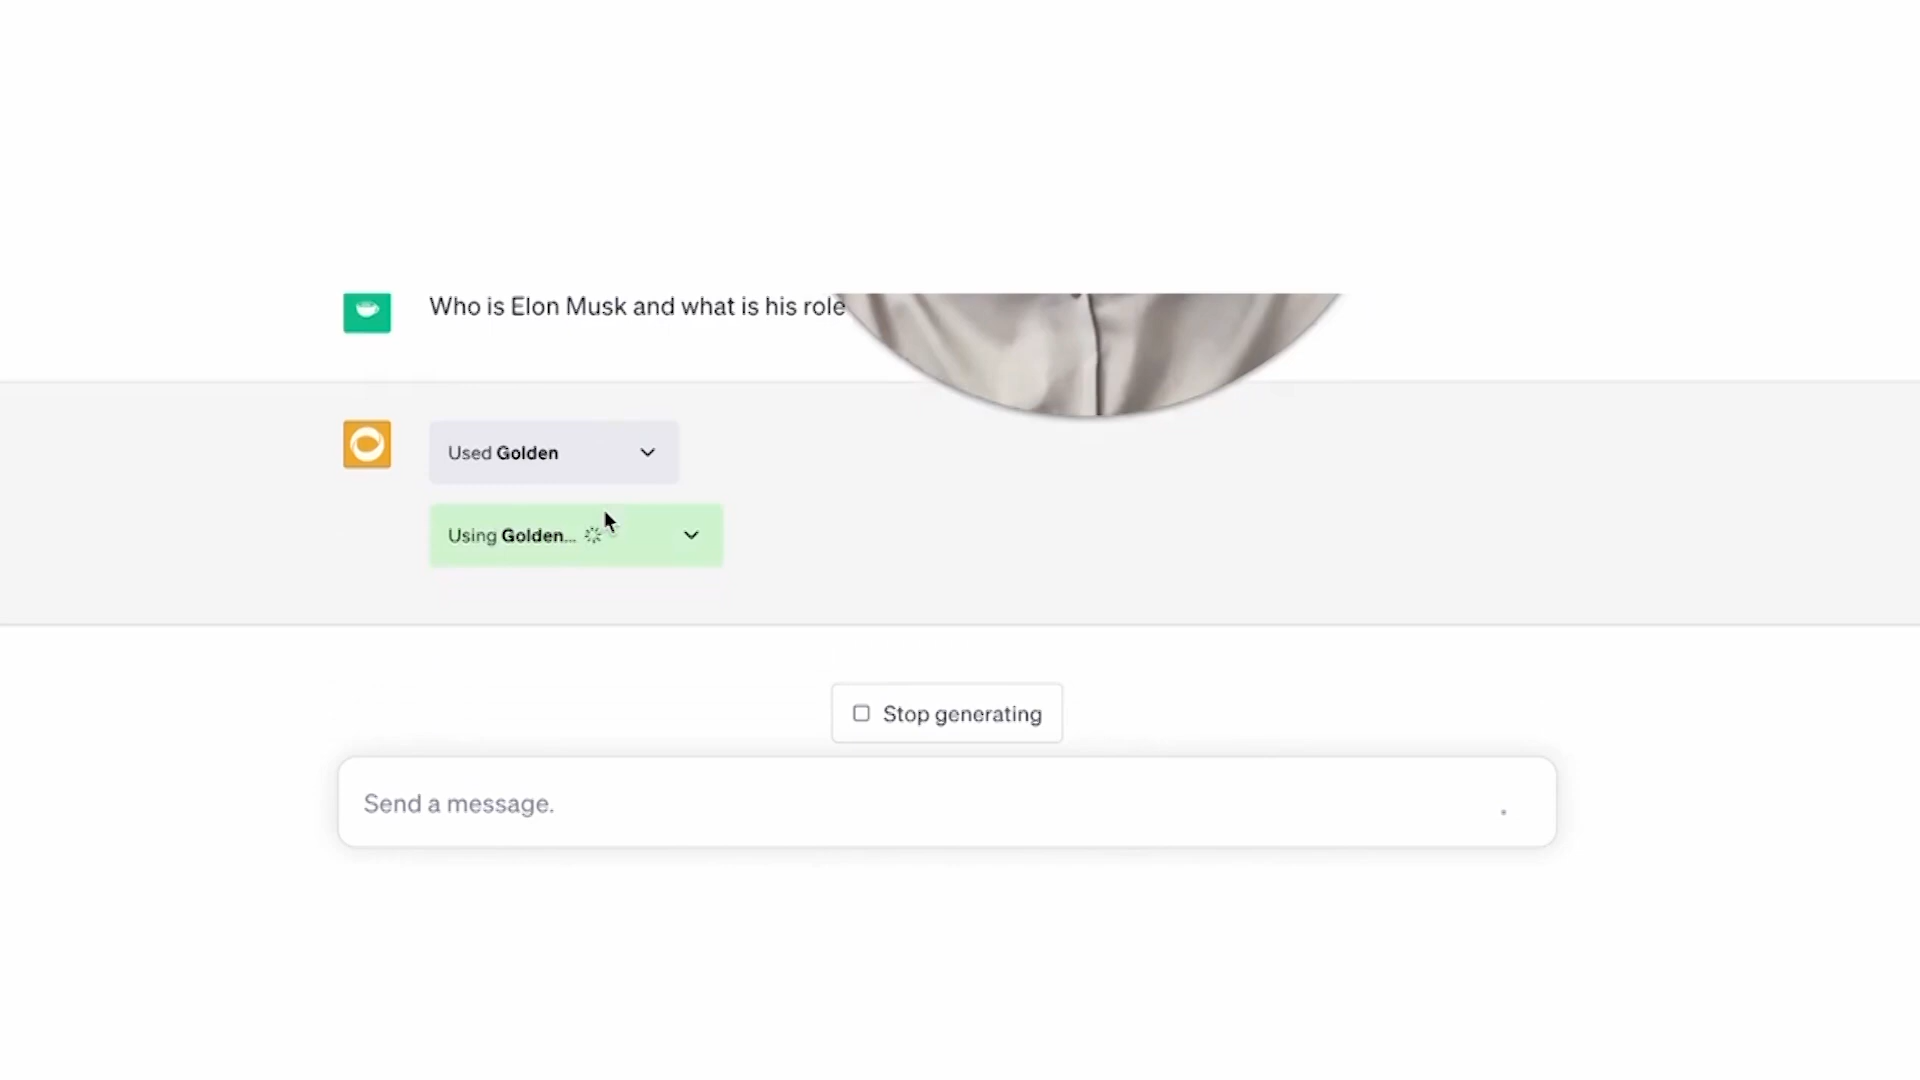 Who is Elon Musk and what is his role
Used Golden
Using Golden...
Stop generating
Send a message.